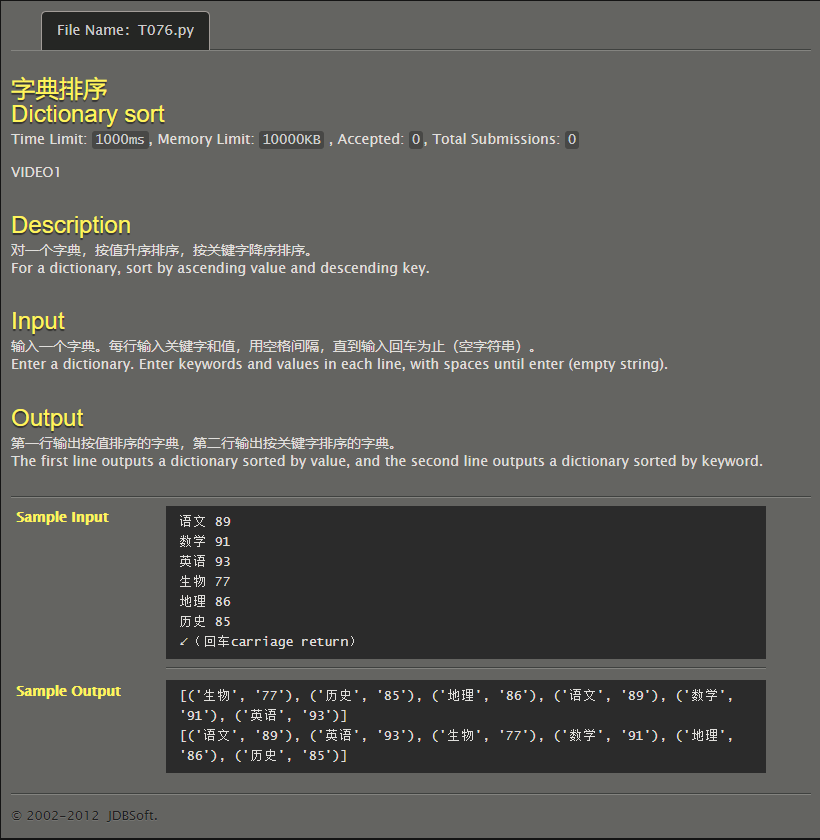 File Name: T076.py
字典排序
Dictionary sort
Time Limit: 1000ms, Memory Limit: 10000KB , Accepted: 0, Total Submissions: 0
VIDEO1
Description
对一个字典，按值升序排序，按关键字降序排序。
For a dictionary, sort by ascending value and descending key.
Input
输入一个字典。每行输入关键字和值，用空格间隔，直到输入回车为止（空字符串）。
Enter a dictionary. Enter keywords and values in each line, with spaces until enter (empty string).
Output
第一行输出按值排序的字典，第二行输出按关键字排序的字典。
The first line outputs a dictionary sorted by value, and the second line outputs a dictionary sorted by keyword.
Sample Input
语文 89
数学 91
英语 93
生物 77
地理 86
历史 85
↙（回车carriage return）
Sample Output
[('生物', '77'), ('历史', '85'), ('地理', '86'), ('语文', '89'), ('数学',
'91'), ('英语', '93')]
[('语文', '89'), ('英语', '93'), ('生物', '77'), ('数学', '91'), ('地理',
'86'), ('历史', '85')]
© 2002-2012 JDBSoft.